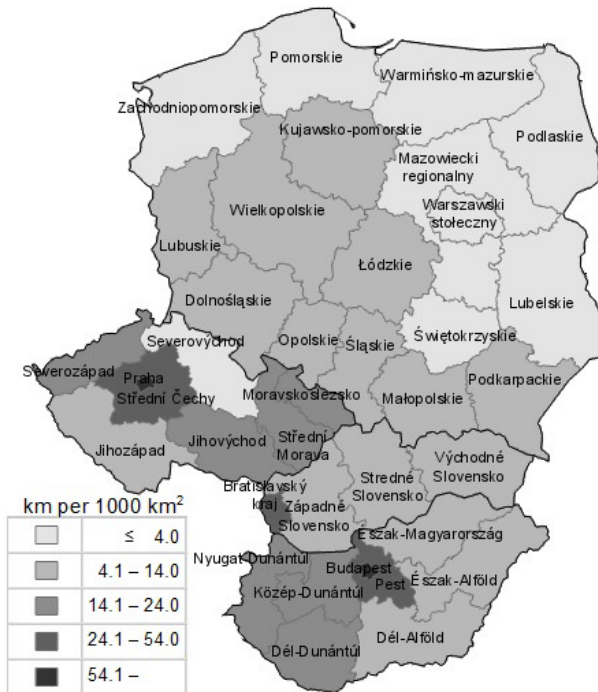 Pomorskie
Warmińsko-mazurskie
Zachodniopomorskie
Kujawsko-pomorskie
Podlaskie
Mazowiecki
regionalny
Warszawski
stołeczny
Wielkopolskie
Lubuskie
Łódzkie
Dolnośląskie
Lubelskie
Severovýchod
Opolskie
Śląskie
Świętokrzyskie
Severozápad
Praha
Střední Čechy
Moravskoslezsko
Małopolskie
Podkarpackie
Jihozápad
Jihovýchod
Střední
Morava
Bratislavský
kraj
Západné
Slovensko
Stredné
Slovensko
Východné
Slovensko
km per 1000 km²
≤ 4.0
4.1 – 14.0
14.1 – 24.0
24.1 – 54.0
54.1 –
Nyugat-Dunántúl
Észak-Magyarország
Budapest
Pest
Közép-Dunántúl
Észak-Alföld
Dél-Dunántúl
Dél-Alföld